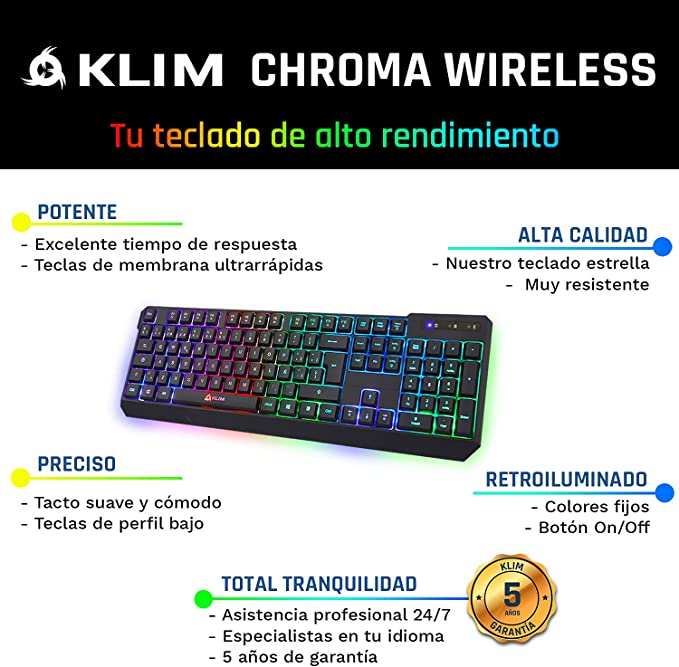 KLIM CHROMA WIRELESS
Tu teclado de alto rendimiento
POTENTE
- Excelente tiempo de respuesta
- Teclas de membrana ultrarrápidas
ALTA CALIDAD
- Nuestro teclado estrella
- Muy resistente
KLIM
PRECISO
- Tacto suave y cómodo
- Teclas de perfil bajo
RETROILUMINADO
- Colores fijos
- Botón On/Off
TOTAL TRANQUILIDAD
- Asistencia profesional 24/7
- Especialistas en tu idioma
- 5 años de garantía
KLIM
5
AÑOS
GARANTÍA